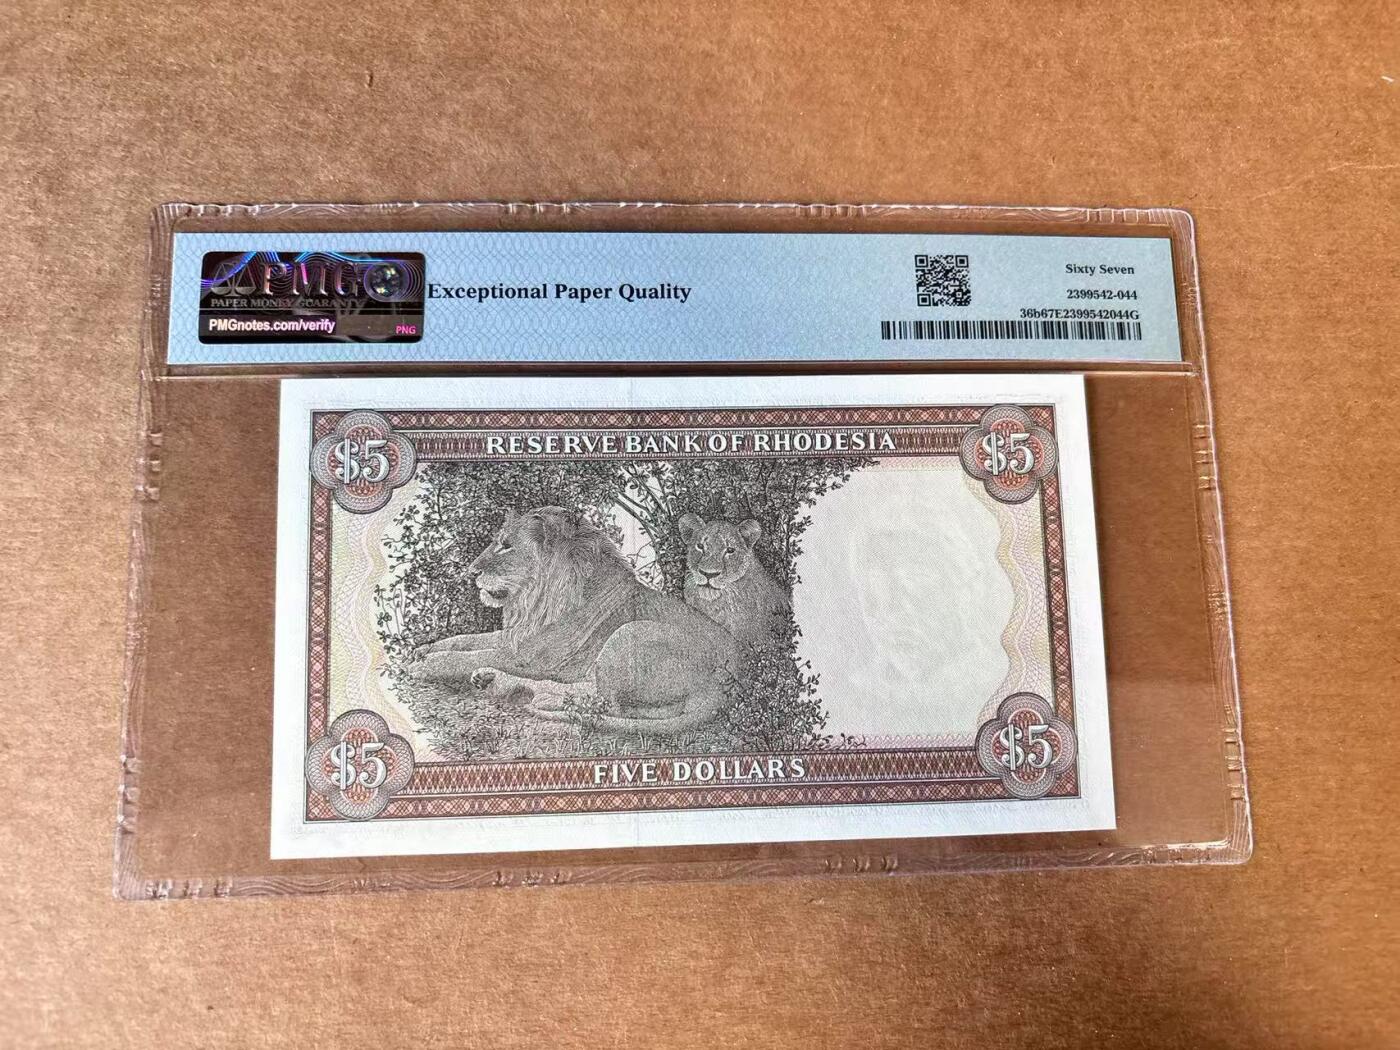 PMG
PAPER MONEY GUARANTY
PMGnotes.com/verify
PNG
Exceptional Paper Quality
Sixty Seven
2399542-044
36b67E2399542044G
$5
RESERVE BANK OF RHODESIA
$5
$5
FIVE DOLLARS
$5